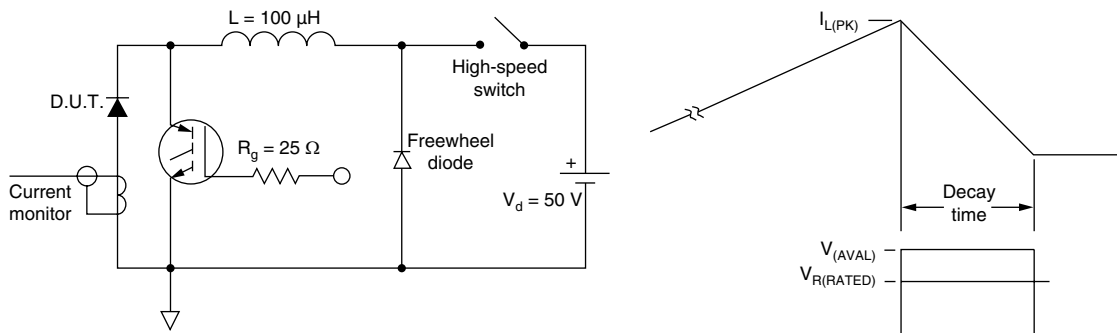 L = 100 µH
D.U.T.
High-speed
switch
R_g = 25 Ω
Freewheel
diode
Current
monitor
+
V_d = 50 V
I_L(PK)
Decay
time
V_(AVAL)
V_R(RATED)